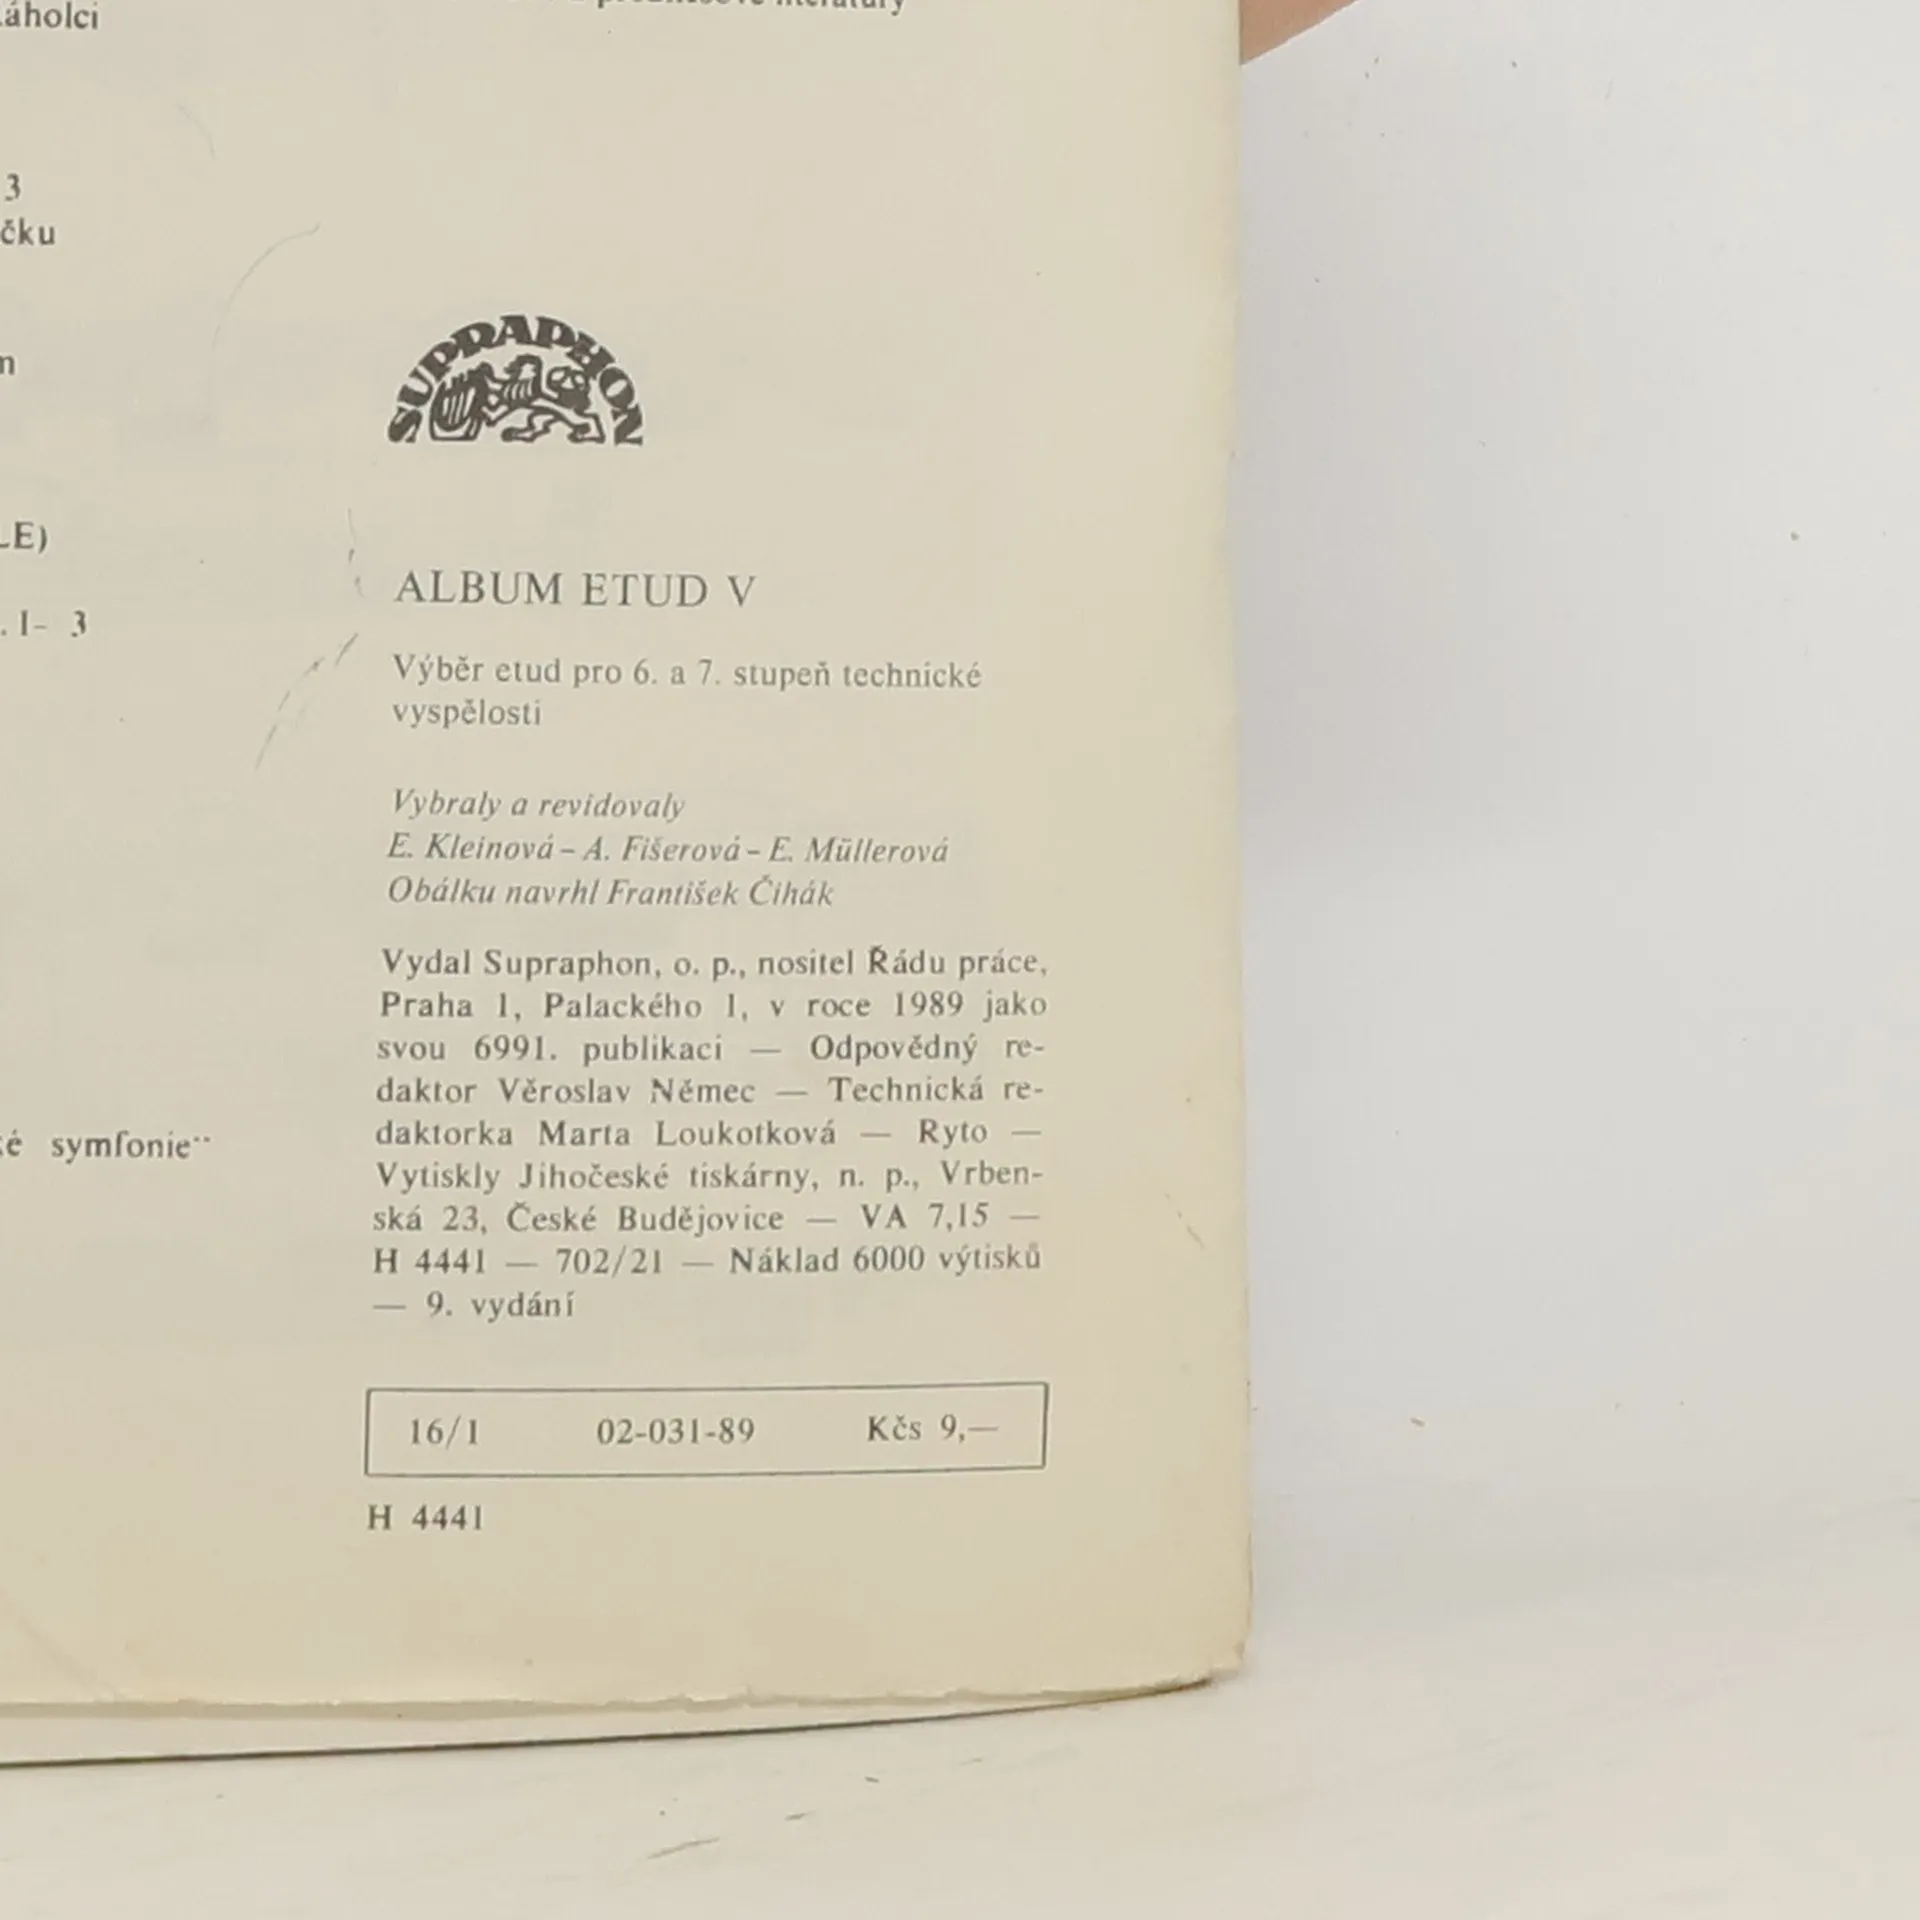 literatury
3
čku
m
LE)
. 1- 3
symfonie"
SUPRAPHON
ALBUM ETUD V
Výběr etud pro 6. a 7. stupeň technické
vyspělosti
Vybraly a revidovaly
E. Kleinová – A. Fišerová – E. Müllerová
Obálku navrhl František Čihák
Vydal Supraphon, o. p., nositel Řádu práce,
Praha 1, Palackého 1, v roce 1989 jako
svou 6991. publikaci — Odpovědný re-
daktor Věroslav Němec — Technická re-
daktorka Marta Loukotková — Ryto —
Vytiskly Jihočeské tiskárny, n. p., Vrben-
ská 23, České Budějovice — VA 7,15 —
H 4441 — 702/21 — Náklad 6000 výtisků
— 9. vydání
16/1 02-031-89 Kčs 9,—
H 4441